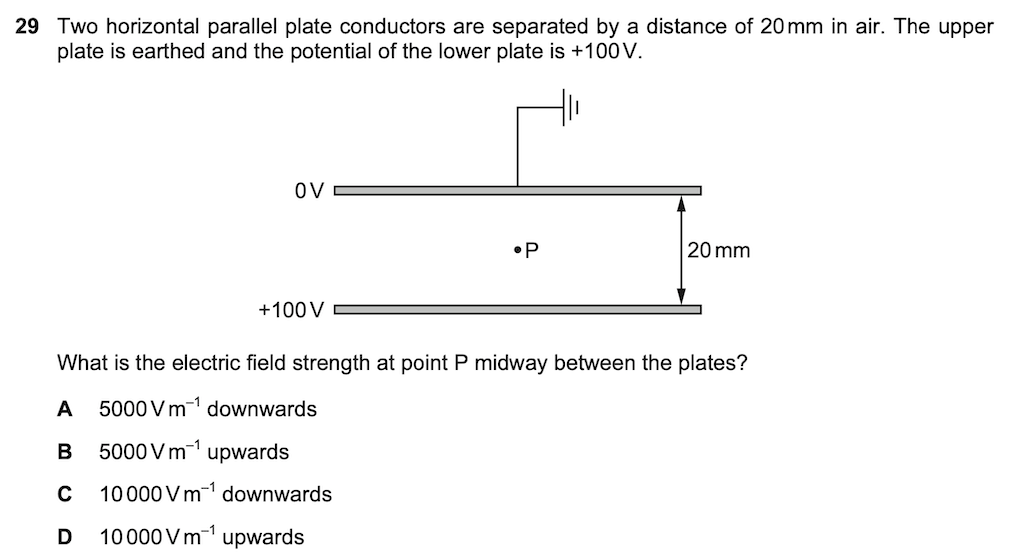 29 Two horizontal parallel plate conductors are separated by a distance of 20 mm in air. The upper
plate is earthed and the potential of the lower plate is +100 V.
0 V
P
20 mm
+100 V
What is the electric field strength at point P midway between the plates?
A 5000 V m⁻¹ downwards
B 5000 V m⁻¹ upwards
C 10 000 V m⁻¹ downwards
D 10 000 V m⁻¹ upwards